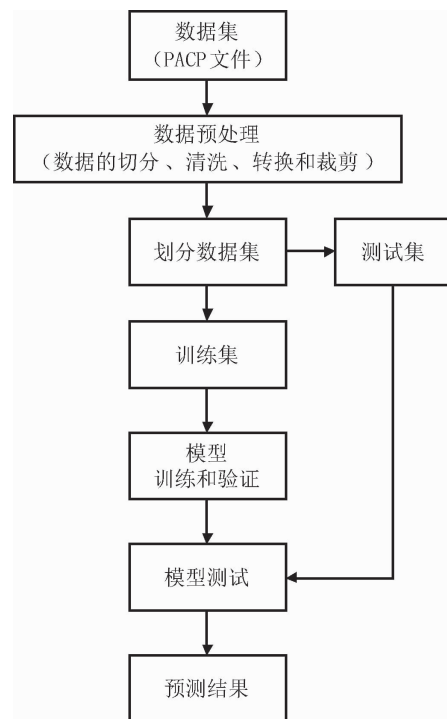 数据集
（PACP文件）
数据预处理
（数据的切分、清洗、转换和裁剪）
划分数据集
测试集
训练集
模型
训练和验证
模型测试
预测结果